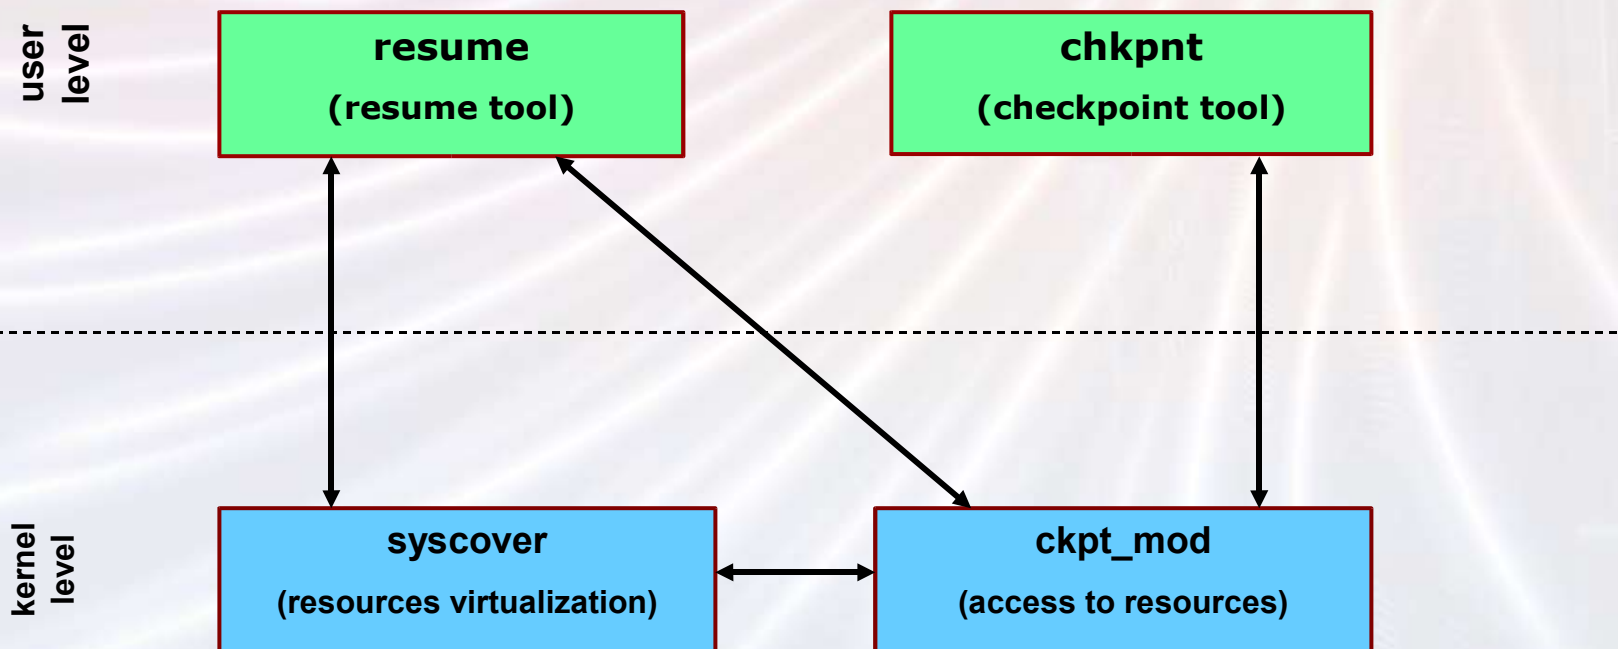 user
level
resume
(resume tool)
chkpnt
(checkpoint tool)
kernel
level
syscover
(resources virtualization)
ckpt_mod
(access to resources)